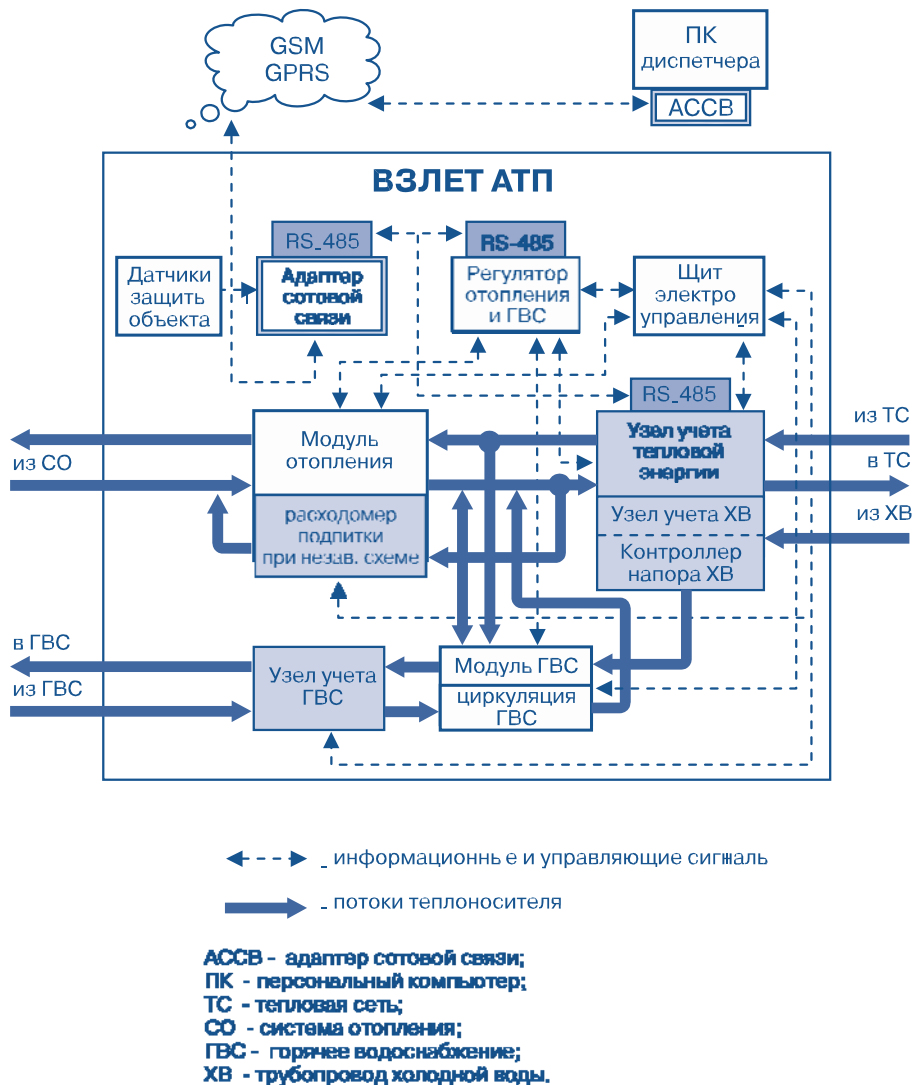 GSM
GPRS
ПК
диспетчера
АССВ
ВЗЛЕТ АТП
RS_485
RS-485
Датчики
защить
объекта
Адаптер
сотовой
связи
Регулятор
отопления
и ГВС
Щит
электро
управления
RS_485
из ТС
Модуль
отопления
Узел учета
тепловой
энергии
из СО
в ТС
расходомер
подпитки
при незав. схеме
Узел учета ХВ
из ХВ
Контроллер
напора ХВ
в ГВС
из ГВС
Узел учета
ГВС
Модуль ГВС
циркуляция
ГВС
_ информационнь е и управляющие сигналь
_ потоки теплоносителя
АССВ - адаптер сотовой связи;
ПК - персональный компьютер;
ТС - тепловая сеть;
СО - система отопления;
ГВС - горячее водоснабжение;
ХВ - трубопровод холодной воды.